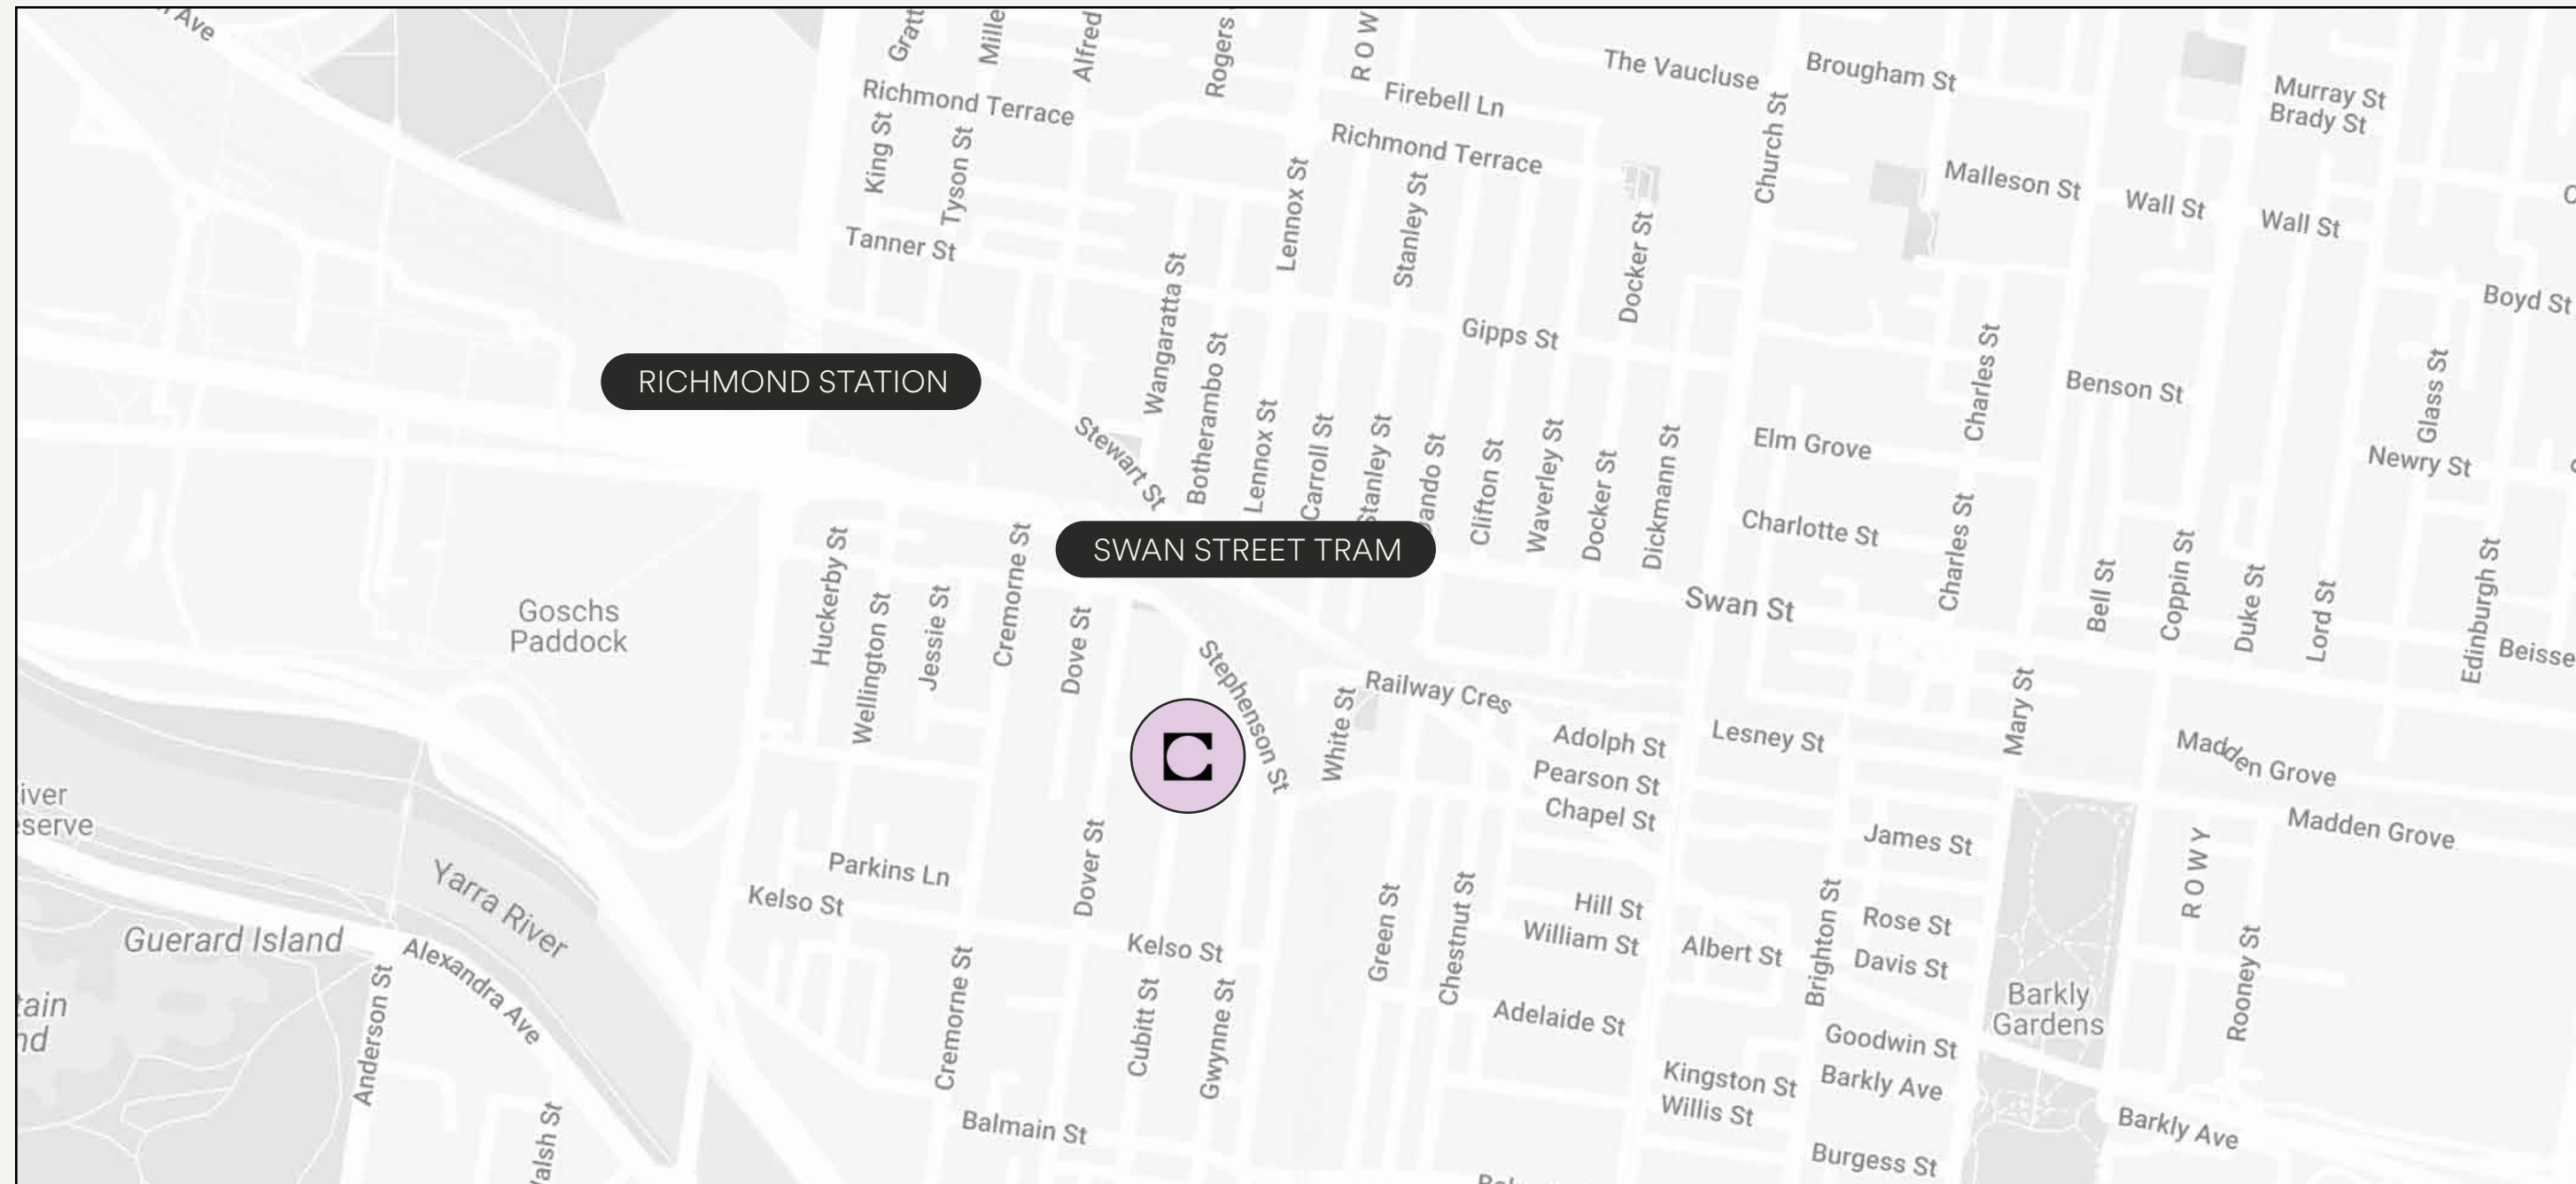 Ave
Gratt
Mille
Alfred
Rogers
ROW
The Vaucluse
Brougham St
Murray St
Brady St
Richmond Terrace
Firebell Ln
Church St
King St
Tyson St
Richmond Terrace
Lennox St
Stanley St
Docker St
Malleson St
Wall St
Wall St
Tanner St
Wangaratta St
Gipps St
Boyd St
Charles St
Benson St
Glass St
RICHMOND STATION
Botherambo St
Stewart St
Lennox St
Carroll St
Stanley St
ando St
Clifton St
Waverley St
Docker St
Dickmann St
Elm Grove
Newry St
Charlotte St
Charles St
SWAN STREET TRAM
Huckerby St
Wellington St
Jessie St
Cremorne St
Dove St
Swan St
Bell St
Coppin St
Duke St
Lord St
Edinburgh St
Beisse
Goschs
Paddock
Stephenson St
White St
Railway Cres
Adolph St
Lesney St
Mary St
Madden Grove
Pearson St
Chapel St
C
iver
serve
Yarra River
Parkins Ln
Kelso St
Dover St
James St
Madden Grove
ROWY
Guerard Island
Alexandra Ave
Kelso St
Green St
Chestnut St
Hill St
William St
Albert St
Brighton St
Rose St
Davis St
Rooney St
tain
nd
Anderson St
Cremorne St
Cubitt St
Gwynne St
Adelaide St
Barkly
Gardens
Goodwin St
Kingston St
Barkly Ave
Willis St
Balmain St
Barkly Ave
alsh St
Burgess St